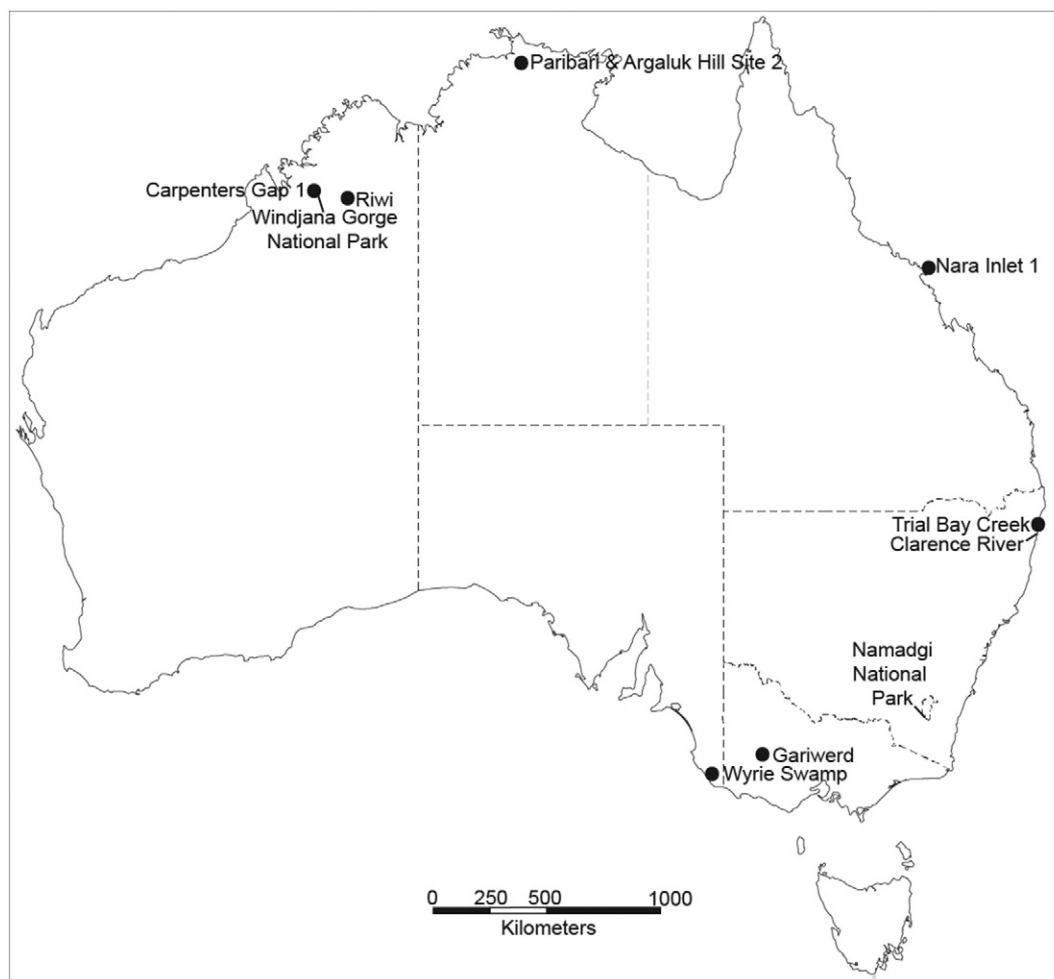 Paribari & Argaluk Hill Site 2
Carpenters Gap 1
Riwi
Windjana Gorge
National Park
Nara Inlet 1
Trial Bay Creek
Clarence River
Namadgi
National
Park
Gariwerd
Wyrie Swamp
0 250 500 1000
Kilometers